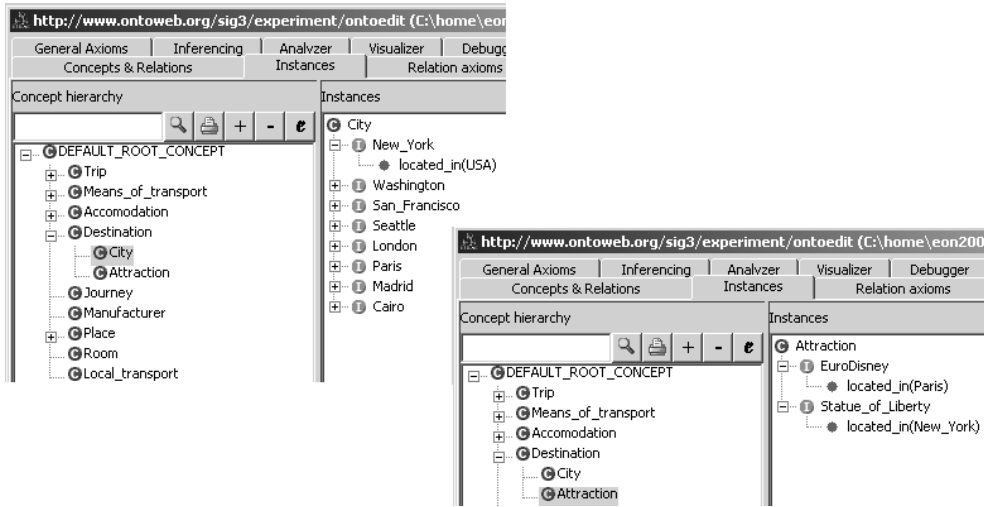 http://www.ontoweb.org/sig3/experiment/ontoedit (C:\home\eon
General Axioms Inferencing Analyzer Visualizer Debugg
Concepts & Relations Instances Relation axioms
Concept hierarchy
+ - e
DEFAULT_ROOT_CONCEPT
Trip
Means_of_transport
Accomodation
Destination
City
Attraction
Journey
Manufacturer
Place
Room
Local_transport
Instances
City
New_York
located_in(USA)
Washington
San_Francisco
Seattle
London
Paris
Madrid
Cairo
http://www.ontoweb.org/sig3/experiment/ontoedit (C:\home\eon200
General Axioms Inferencing Analyzer Visualizer Debugger
Concepts & Relations Instances Relation axioms
Concept hierarchy
+ - e
DEFAULT_ROOT_CONCEPT
Trip
Means_of_transport
Accomodation
Destination
City
Attraction
Instances
Attraction
EuroDisney
located_in(Paris)
Statue_of_Liberty
located_in(New_York)